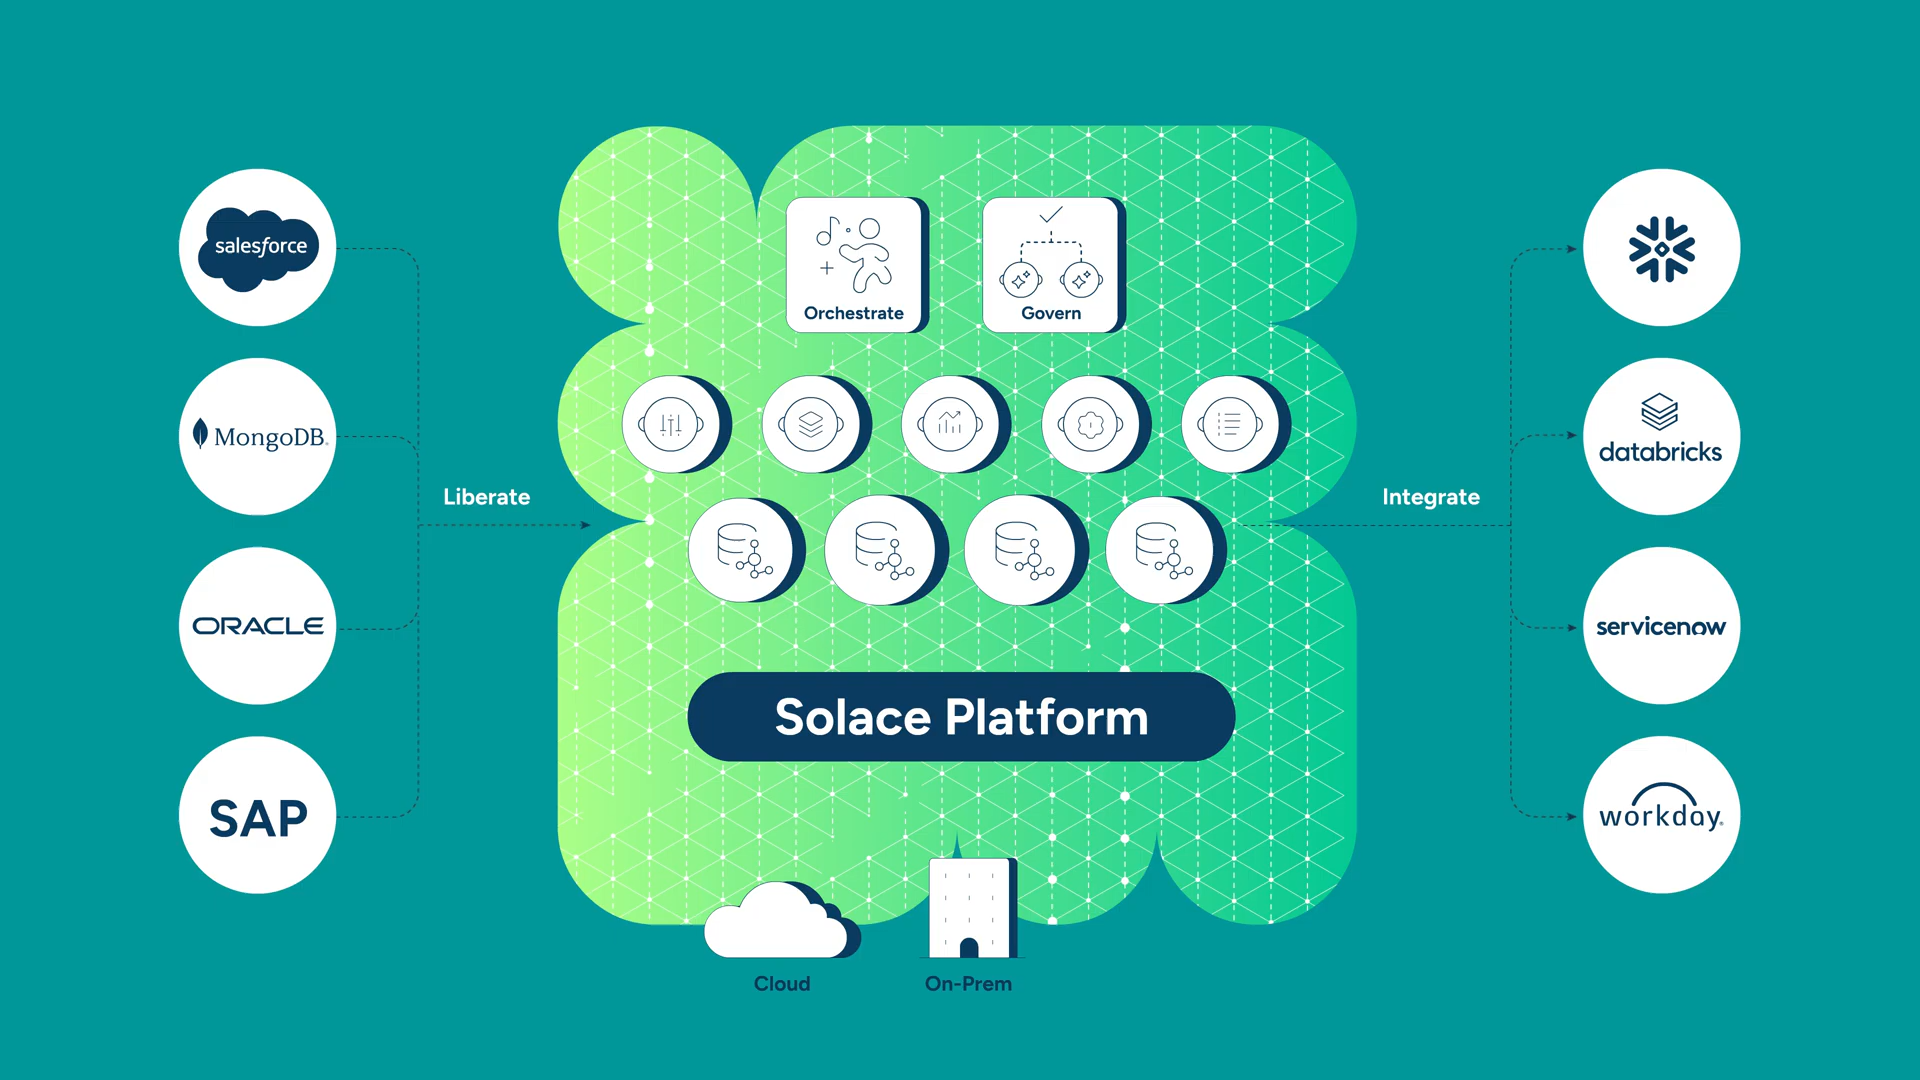 salesforce
MongoDB.
ORACLE
SAP
Liberate
Orchestrate
Govern
Solace Platform
Cloud
On-Prem
Integrate
databricks
servicenow
workday.